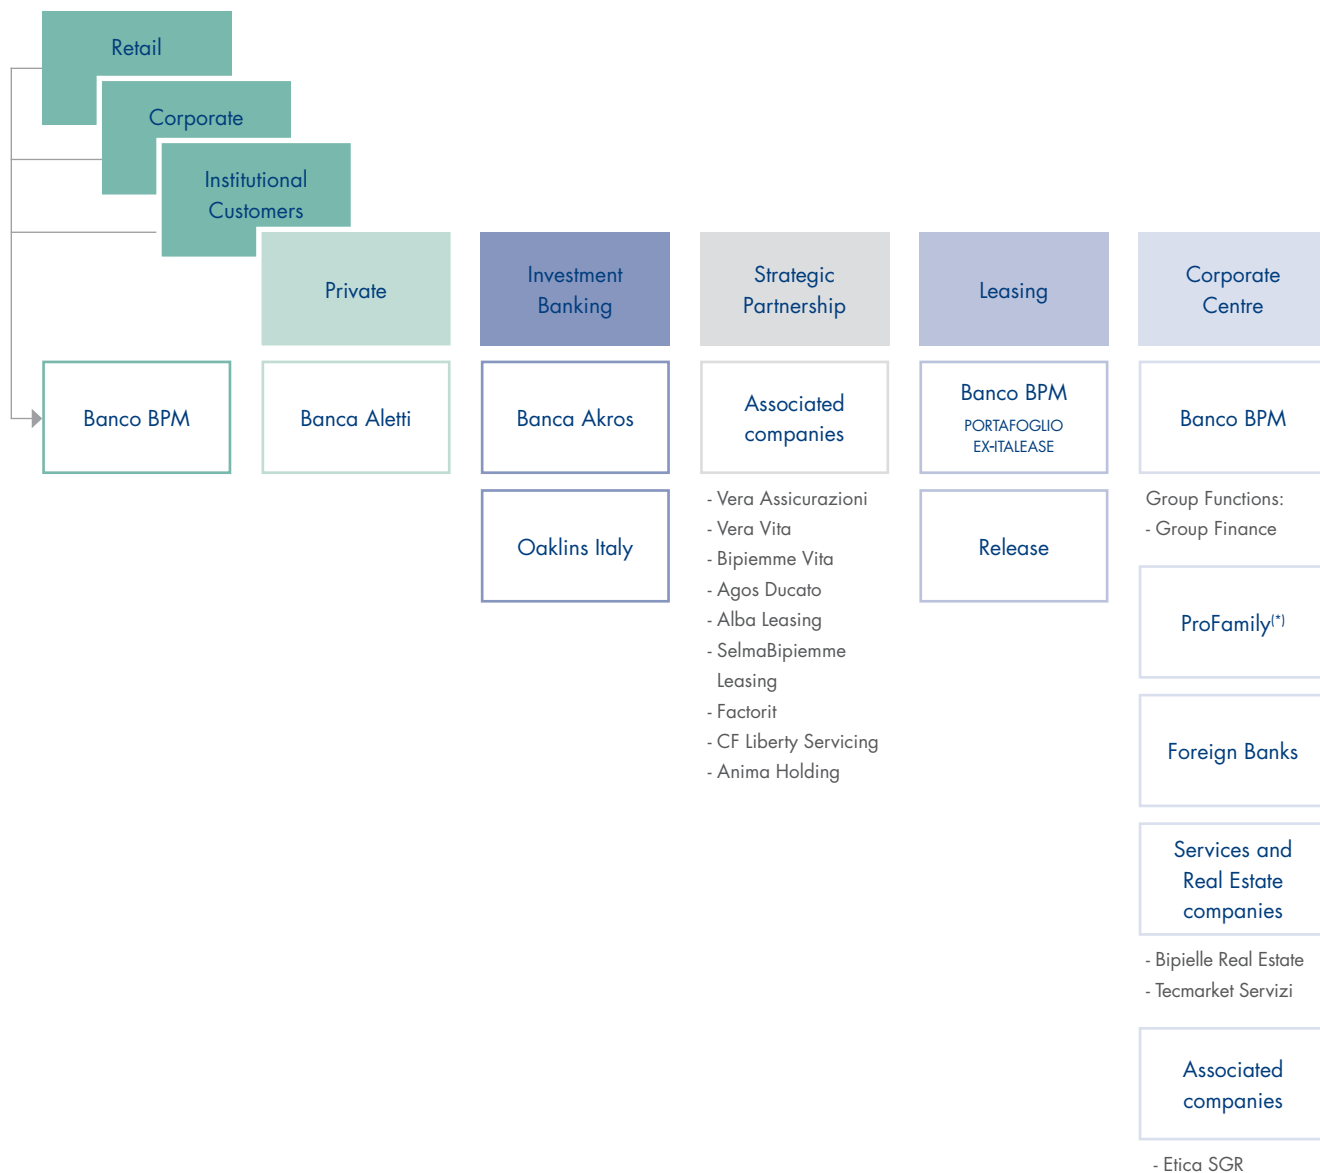 Retail
Corporate
Institutional
Customers
Private
Investment
Banking
Strategic
Partnership
Leasing
Corporate
Centre
Banco BPM
Banca Aletti
Banca Akros
Associated
companies
Banco BPM
PORTAFOGLIO
EX-ITALEASE
Banco BPM
Oaklins Italy
- Vera Assicurazioni
- Vera Vita
- Bipiemme Vita
- Agos Ducato
- Alba Leasing
- SelmaBipiemme
Leasing
- Factorit
- CF Liberty Servicing
- Anima Holding
Release
Group Functions:
- Group Finance
ProFamily(*)
Foreign Banks
Services and
Real Estate
companies
- Bipielle Real Estate
- Tecmarket Servizi
Associated
companies
- Etica SGR